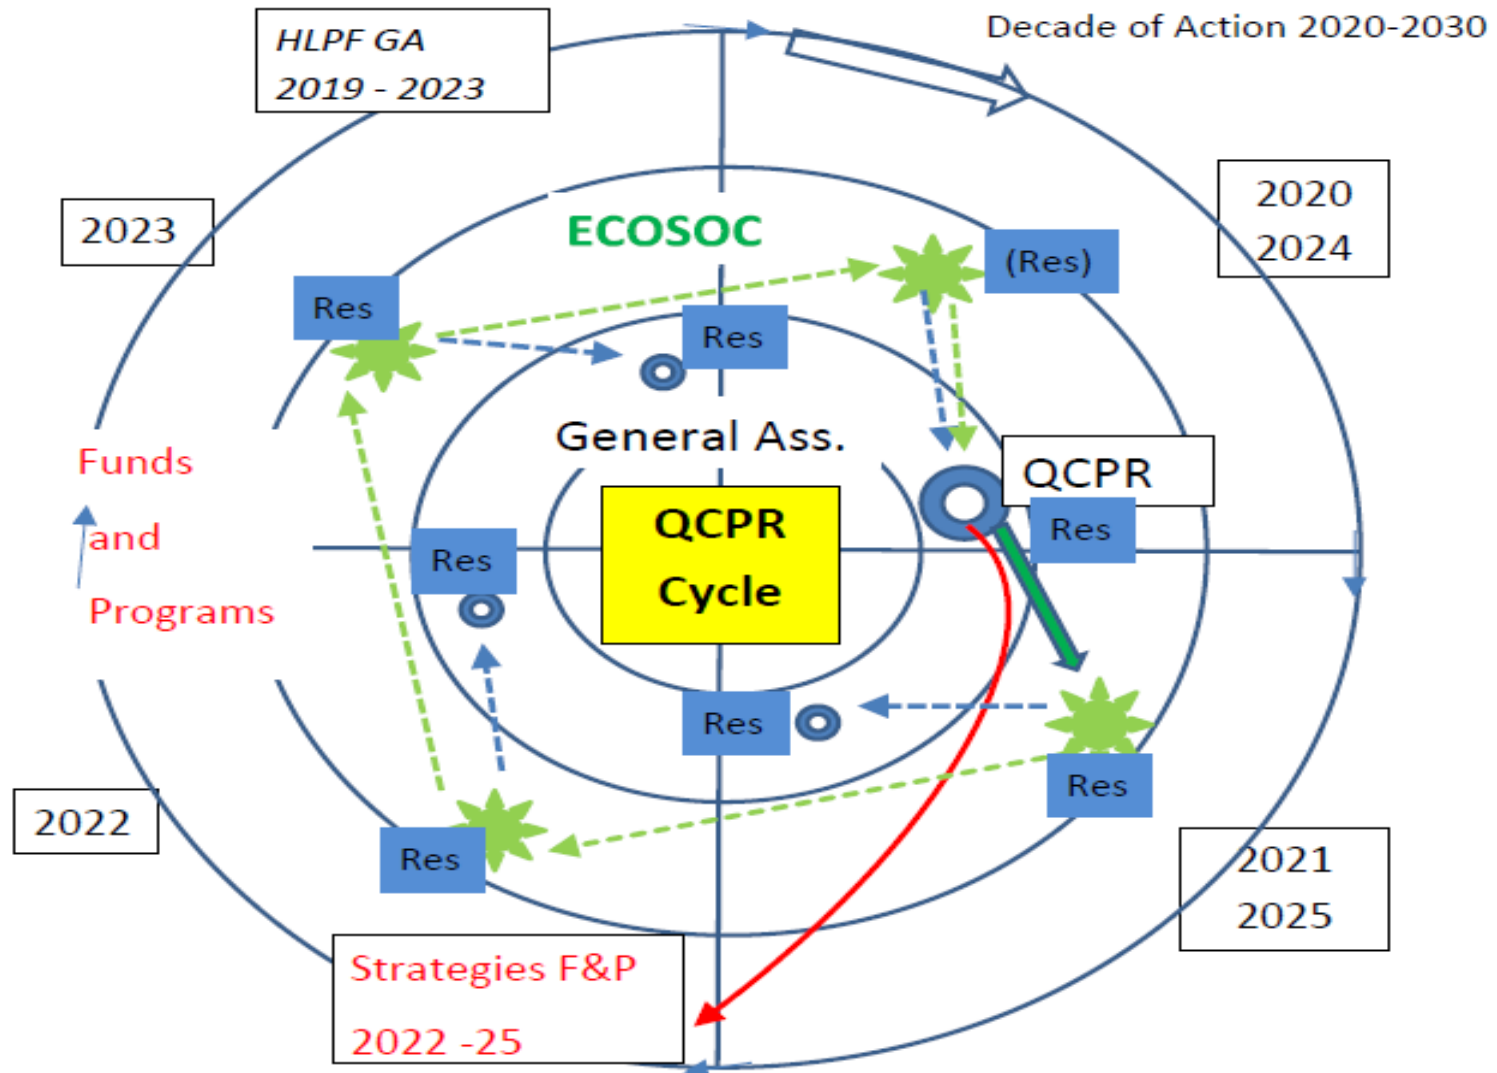 HLPF GA
2019 - 2023
Decade of Action 2020-2030
2020
2024
2023
ECOSOC
(Res)
Res
Res
General Ass.
QCPR
Res
Funds
and
Programs
QCPR
Cycle
Res
Res
Res
2022
Res
2021
2025
Strategies F&P
2022 -25